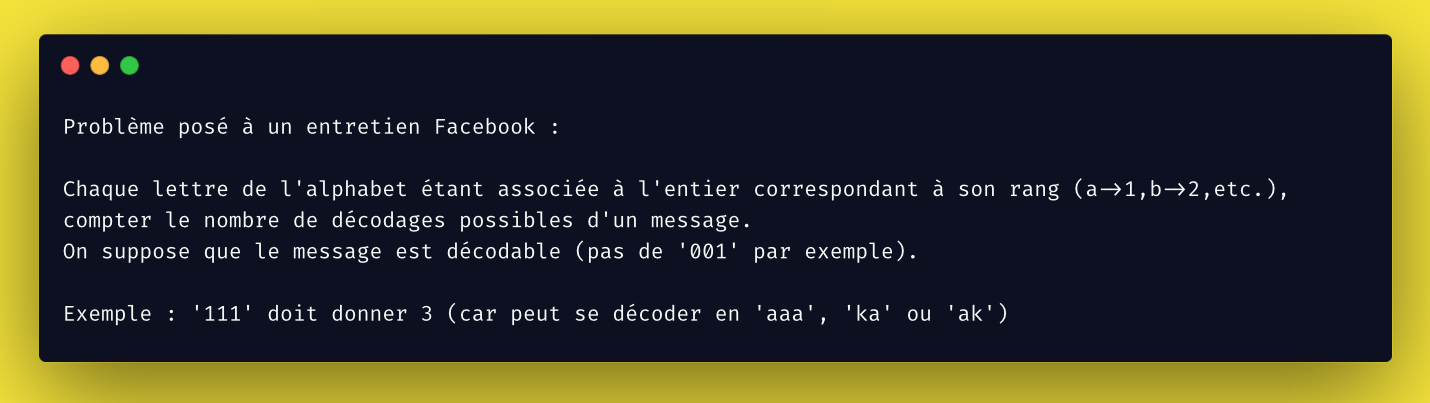 Problème posé à un entretien Facebook :
Chaque lettre de l'alphabet étant associée à l'entier correspondant à son rang (a->1,b->2,etc.),
compter le nombre de décodages possibles d'un message.
On suppose que le message est décodable (pas de '001' par exemple).
Exemple : '111' doit donner 3 (car peut se décoder en 'aaa', 'ka' ou 'ak')